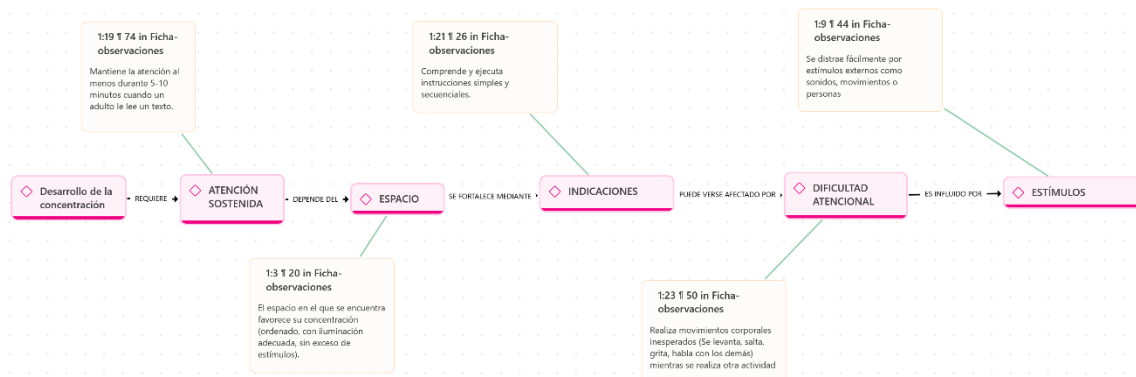 1:19 ¶ 74 in Ficha-
observaciones
Mantiene la atención al
menos durante 5-10
minutos cuando un
adulto le lee un texto.
1:21 ¶ 26 in Ficha-
observaciones
Comprende y ejecuta
instrucciones simples y
secuenciales.
1:9 ¶ 44 in Ficha-
observaciones
Se distrae fácilmente por
estímulos externos como
sonidos, movimientos o
personas
Desarrollo de la
concentración
REQUIERE
ATENCIÓN
SOSTENIDA
DEPENDE DEL
ESPACIO
SE FORTALECE MEDIANTE
INDICACIONES
PUEDE VERSE AFECTADO POR
DIFICULTAD
ATENCIONAL
ES INFLUIDO POR
ESTÍMULOS
1:3 ¶ 20 in Ficha-
observaciones
El espacio en el que se encuentra
favorece su concentración
(ordenado, con iluminación
adecuada, sin exceso de
estímulos).
1:23 ¶ 50 in Ficha-
observaciones
Realiza movimientos corporales
inesperados (Se levanta, salta,
grita, habla con los demás)
mientras se realiza otra actividad